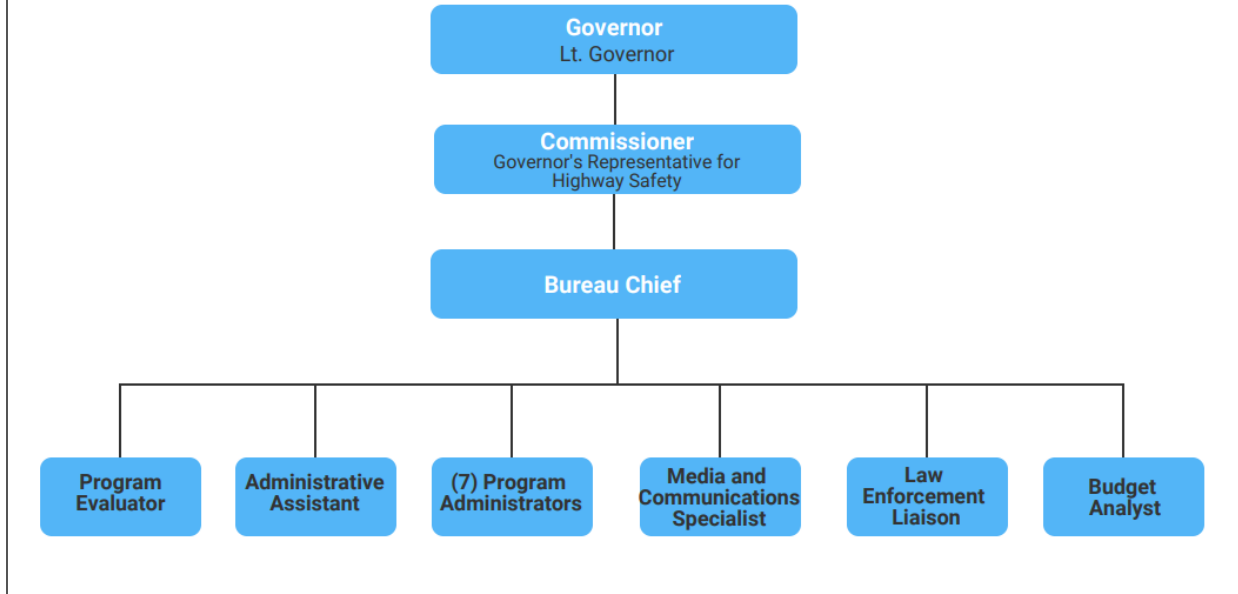 Governor
Lt. Governor
Commissioner
Governor's Representative for
Highway Safety
Bureau Chief
Program
Evaluator
Administrative
Assistant
(7) Program
Administrators
Media and
Communications
Specialist
Law
Enforcement
Liaison
Budget
Analyst